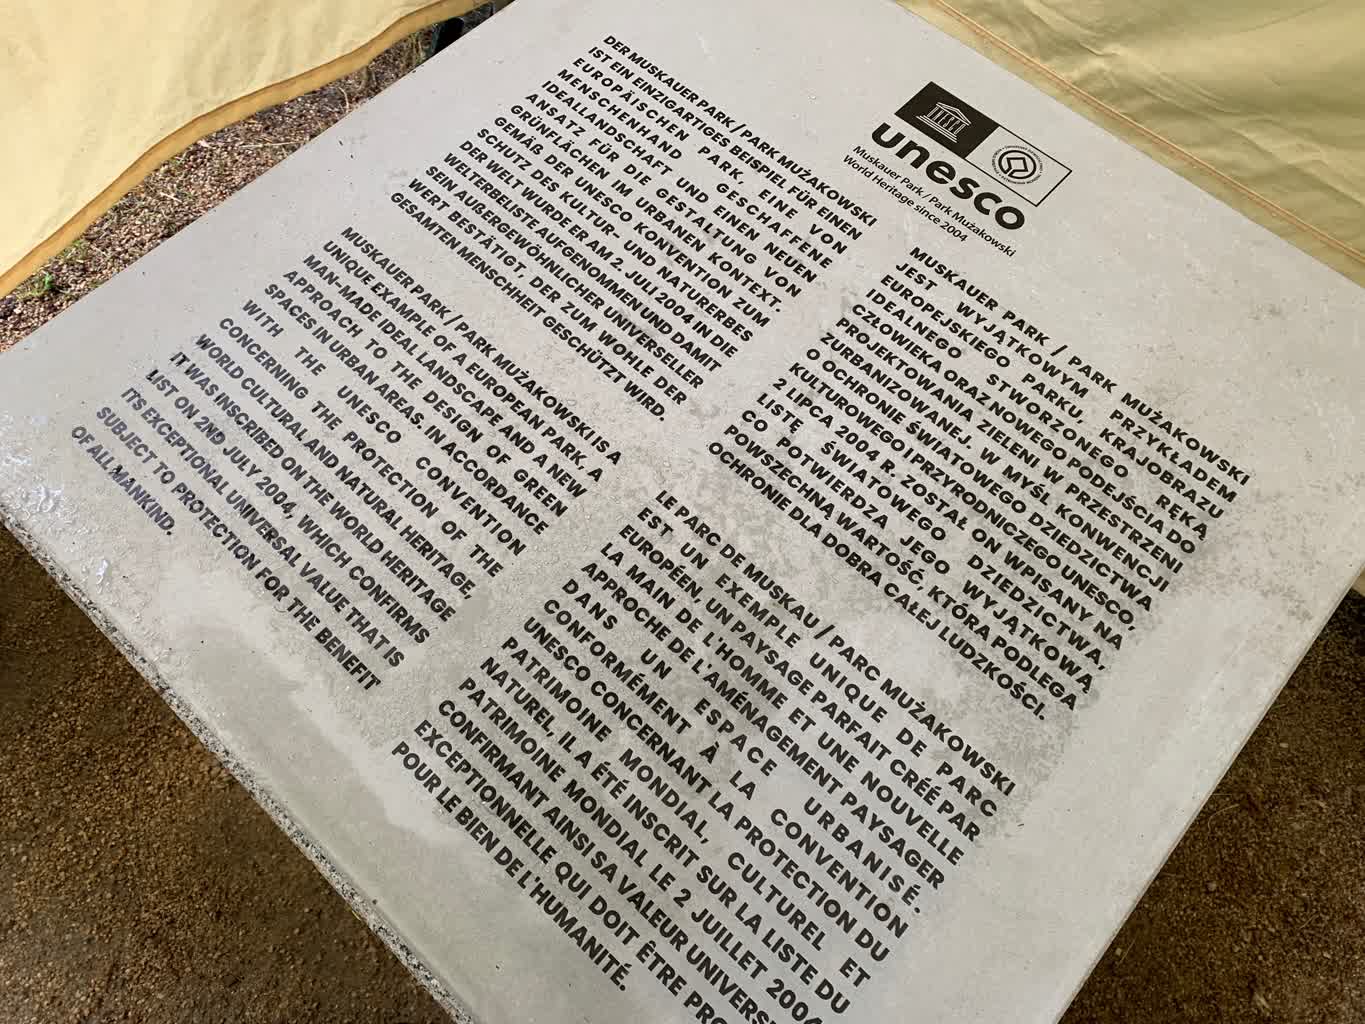 unesco
Muskauer Park / Park Mużakowski
World Heritage since 2004
DER MUSKAUER PARK / PARK MUŻAKOWSKI
IST EIN EINZIGARTIGES BEISPIEL FÜR EINEN
EUROPÄISCHEN PARK. EINE VON
MENSCHENHAND GESCHAFFENE
IDEALLANDSCHAFT UND EINEN NEUEN
ANSATZ FÜR DIE GESTALTUNG VON
GRÜNFLÄCHEN IM URBANEN KONTEXT.
GEMÄß DER UNESCO KONVENTION ZUM
SCHUTZ DES KULTUR- UND NATURERBES
DER WELT WURDE ER AM 2. JULI 2004 IN DIE
WELTERBELISTE AUFGENOMMEN UND DAMIT
SEIN AUßERGEWÖHNLICHER UNIVERSELLER
WERT BESTÄTIGT, DER ZUM WOHLE DER
GESAMTEN MENSCHHEIT GESCHÜTZT WIRD.
MUSKAUER PARK / PARK MUŻAKOWSKI
JEST WYJĄTKOWYM PRZYKŁADEM
EUROPEJSKIEGO PARKU, KRAJOBRAZU
IDEALNEGO STWORZONEGO RĘKĄ
CZŁOWIEKA ORAZ NOWEGO PODEJŚCIA DO
PROJEKTOWANIA ZIELENI W PRZESTRZENI
ZURBANIZOWANEJ. W MYŚL KONWENCJI
O OCHRONIE ŚWIATOWEGO DZIEDZICTWA
KULTUROWEGO I PRZYRODNICZEGO UNESCO,
2 LIPCA 2004 R. ZOSTAŁ ON WPISANY NA
LISTĘ ŚWIATOWEGO DZIEDZICTWA,
CO POTWIERDZA JEGO WYJĄTKOWĄ
POWSZECHNĄ WARTOŚĆ, KTÓRA PODLEGA
OCHRONIE DLA DOBRA CAŁEJ LUDZKOŚCI.
MUSKAUER PARK / PARK MUŻAKOWSKI IS A
UNIQUE EXAMPLE OF A EUROPEAN PARK, A
MAN-MADE IDEAL LANDSCAPE AND A NEW
APPROACH TO THE DESIGN OF GREEN
SPACES IN URBAN AREAS. IN ACCORDANCE
WITH THE UNESCO CONVENTION
CONCERNING THE PROTECTION OF THE
WORLD CULTURAL AND NATURAL HERITAGE,
IT WAS INSCRIBED ON THE WORLD HERITAGE
LIST ON 2ND JULY 2004, WHICH CONFIRMS
ITS EXCEPTIONAL UNIVERSAL VALUE THAT IS
SUBJECT TO PROTECTION FOR THE BENEFIT
OF ALL MANKIND.
LE PARC DE MUSKAU / PARC MUŻAKOWSKI
EST UN EXEMPLE UNIQUE DE PARC
EUROPÉEN, UN PAYSAGE PARFAIT CRÉÉ PAR
LA MAIN DE L'HOMME ET UNE NOUVELLE
APPROCHE DE L'AMÉNAGEMENT PAYSAGER
DANS UN ESPACE URBANISÉ.
CONFORMÉMENT À LA CONVENTION
UNESCO CONCERNANT LA PROTECTION DU
PATRIMOINE MONDIAL, CULTUREL ET
NATUREL, IL A ÉTÉ INSCRIT SUR LA LISTE DU
PATRIMOINE MONDIAL LE 2 JUILLET 2004
CONFIRMANT AINSI SA VALEUR
EXCEPTIONNELLE QUI DOIT ÊTRE
POUR LE BIEN DE L'HUMANITÉ.